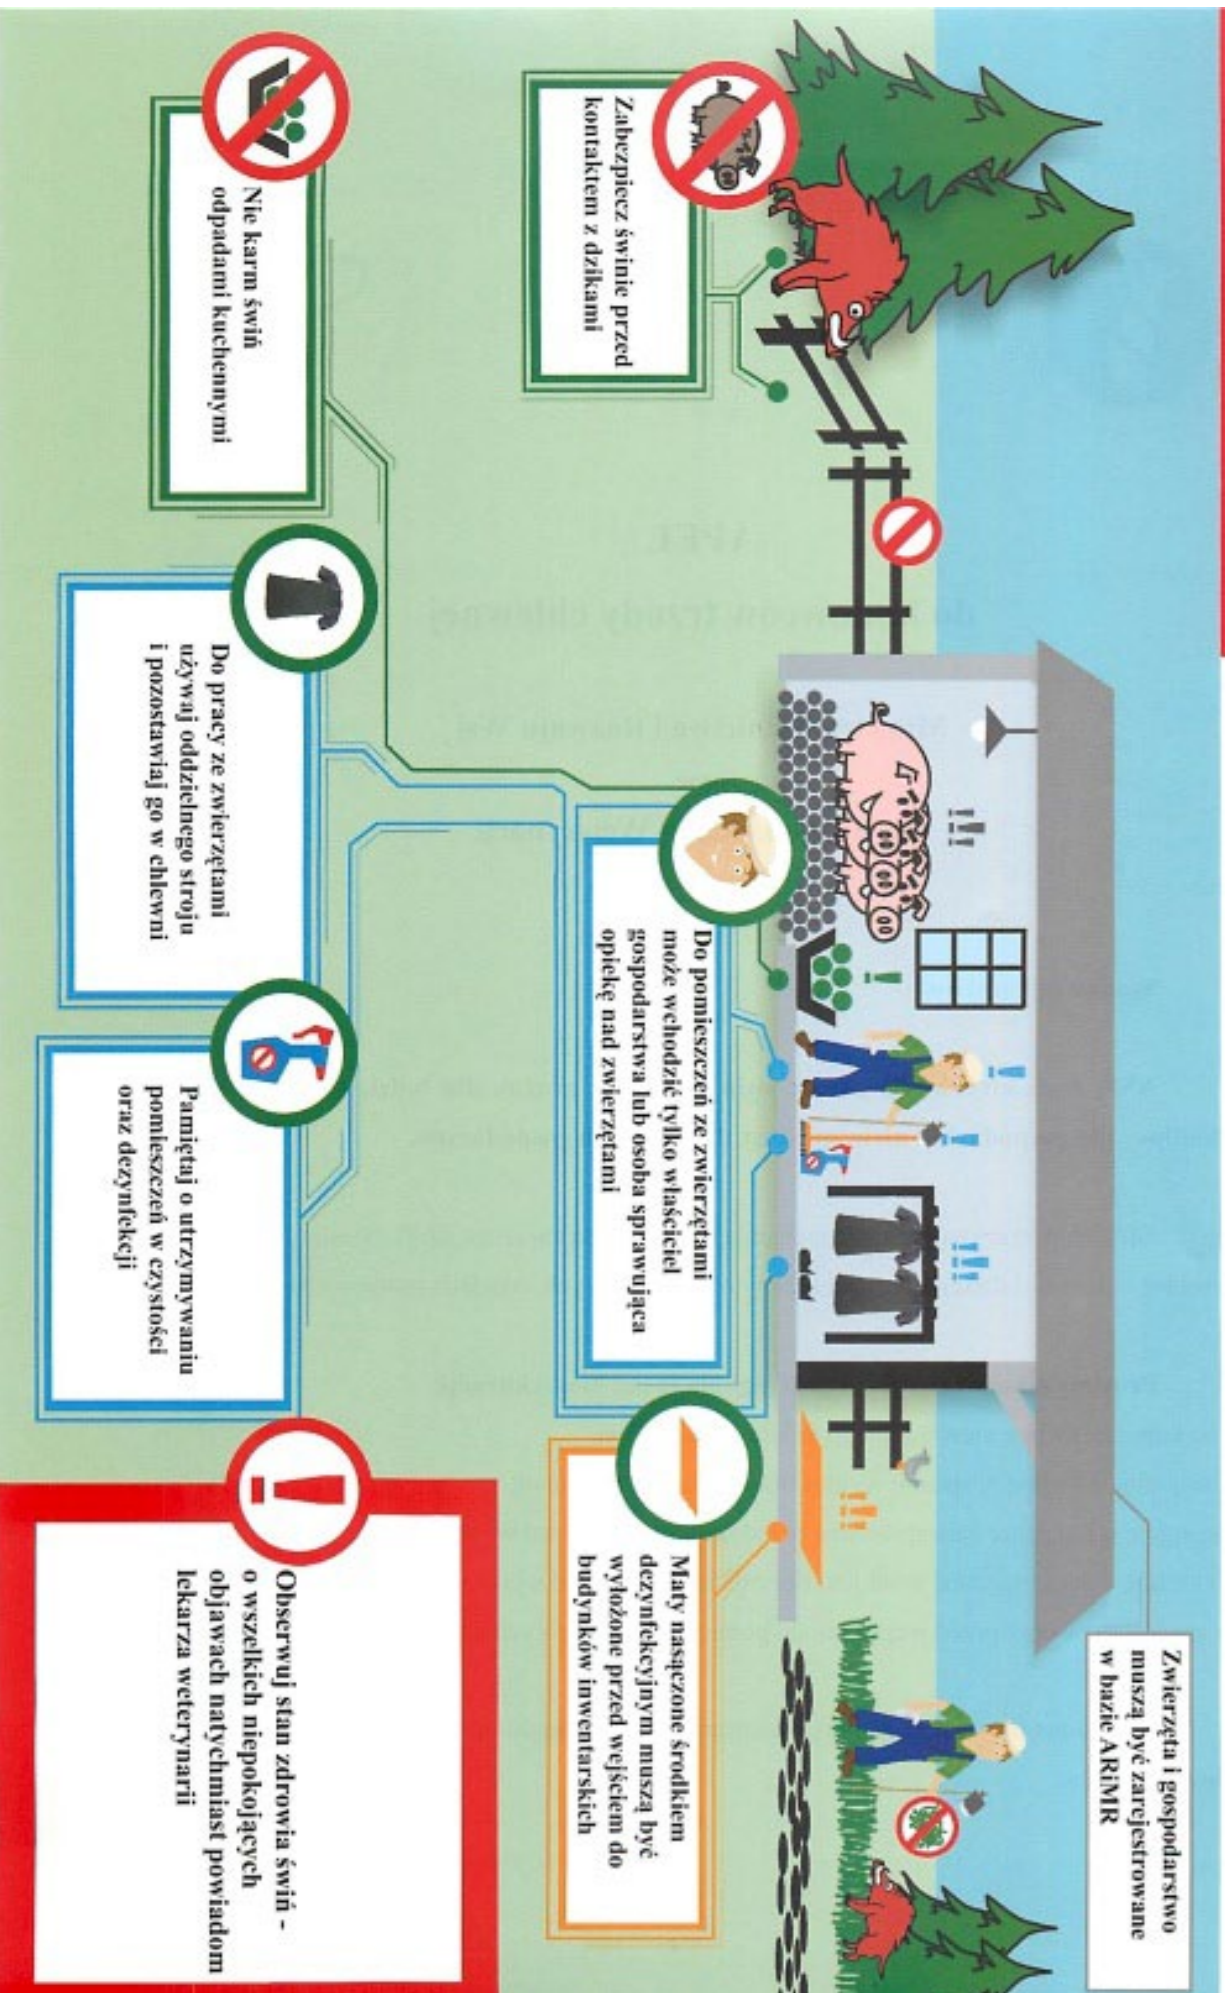 Zwierzęta i gospodarstwo
muszą być zarejestrowane
w bazie ARiMR
Zabezpiecz świnie przed
kontaktem z dzikami
Do pomieszczeń ze zwierzętami
może wchodzić tylko właściciel
gospodarstwa lub osoba sprawująca
opiekę nad zwierzętami
Maty nasączone środkiem
dezynfekcyjnym muszą być
wyłożone przed wejściem do
budynków inwentarskich
Nie karm świń
odpadami kuchennymi
Do pracy ze zwierzętami
używaj oddzielnego stroju
i pozostawiaj go w chlewni
Pamiętaj o utrzymywaniu
pomieszczeń w czystości
oraz dezynfekcji
Obserwuj stan zdrowia świń -
o wszelkich niepokojących
objawach natychmiast powiadom
lekarza weterynarii